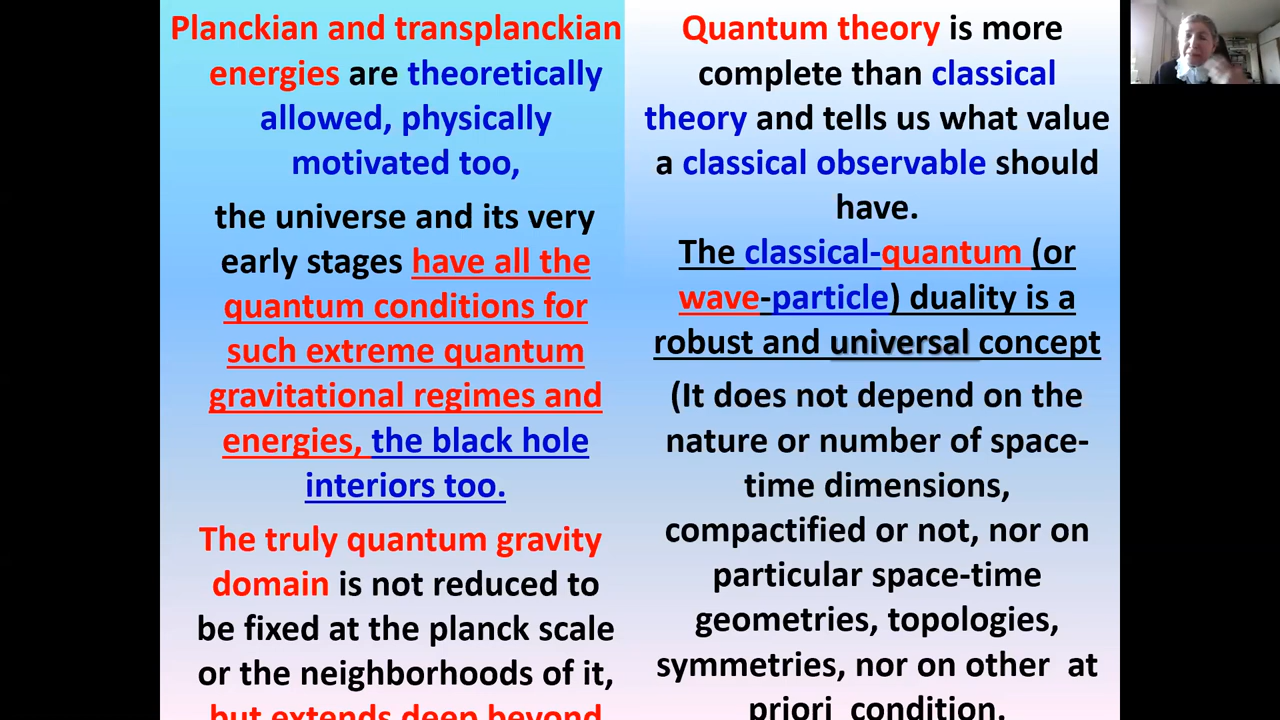 Planckian and transplanckian
energies are theoretically
allowed, physically
motivated too,
the universe and its very
early stages have all the
quantum conditions for
such extreme quantum
gravitational regimes and
energies, the black hole
interiors too.
The truly quantum gravity
domain is not reduced to
be fixed at the planck scale
or the neighborhoods of it,
but extends deep beyond
Quantum theory is more
complete than classical
theory and tells us what value
a classical observable should
have.
The classical-quantum (or
wave-particle) duality is a
robust and universal concept
(It does not depend on the
nature or number of space-
time dimensions,
compactified or not, nor on
particular space-time
geometries, topologies,
symmetries, nor on other at
priori condition.